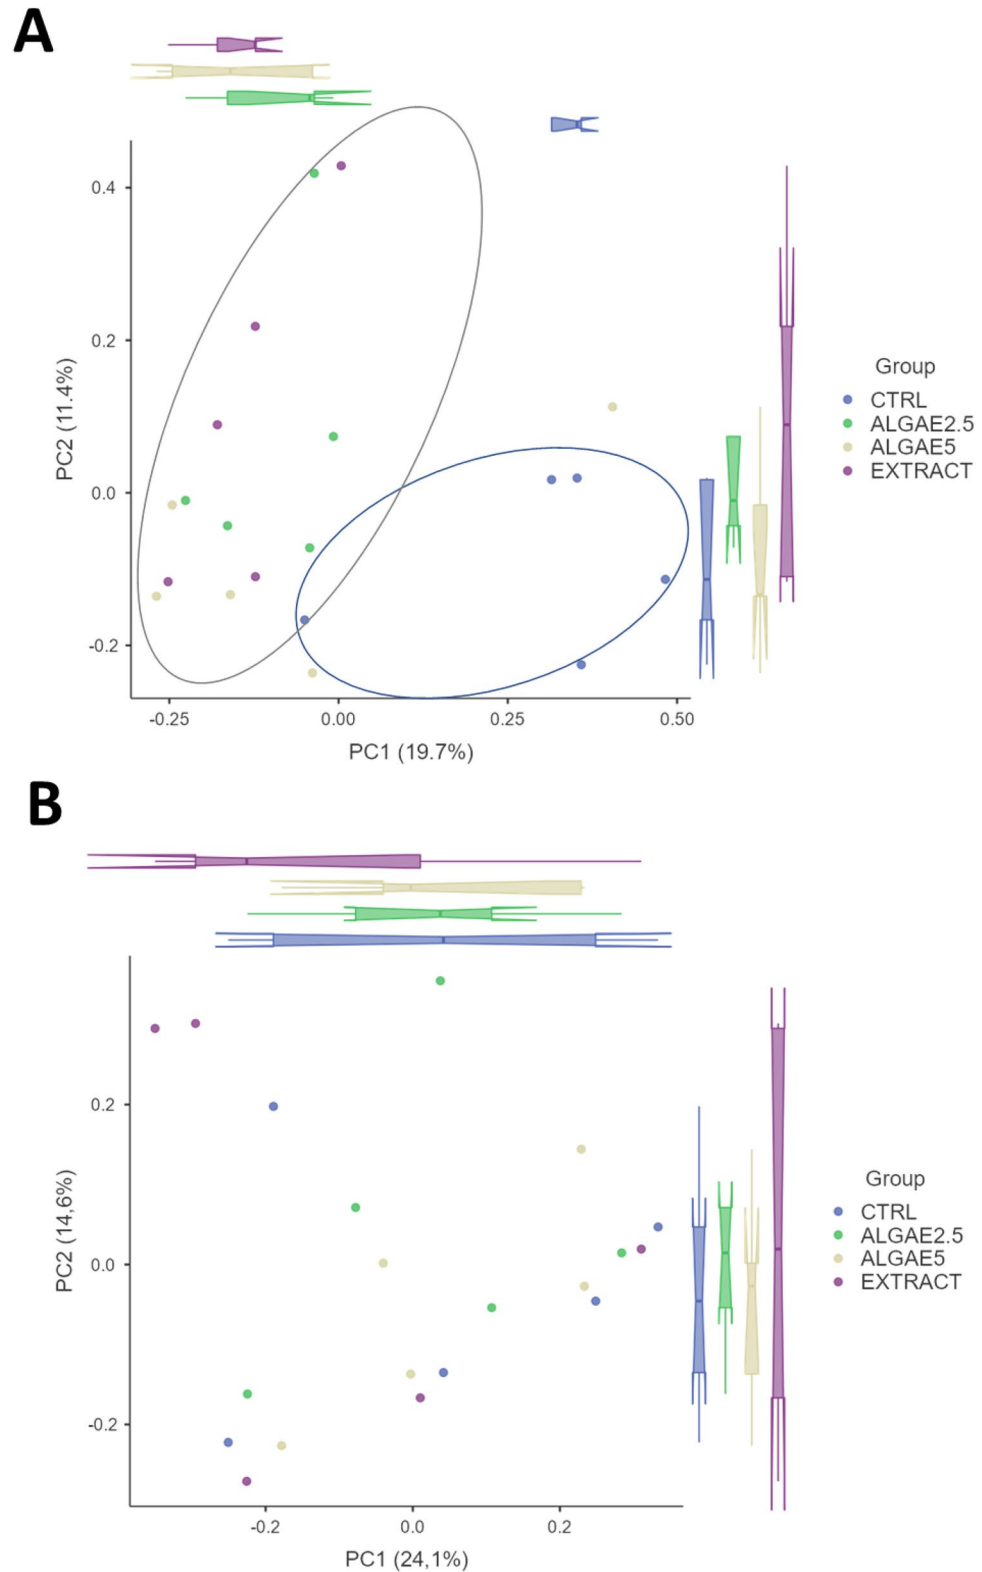 A
0.4
0.2
0.0
-0.2
PC2 (11.4%)
-0.25
0.00
0.25
0.50
PC1 (19.7%)
Group
CTRL
ALGAE2.5
ALGAE5
EXTRACT
B
0.2
0.0
-0.2
PC2 (14,6%)
-0.2
0.0
0.2
PC1 (24,1%)
Group
CTRL
ALGAE2.5
ALGAE5
EXTRACT